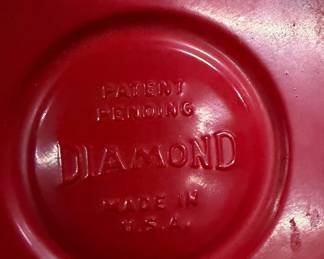 PATENT
PENDING
DIAMOND
MADE IN
U.S.A.